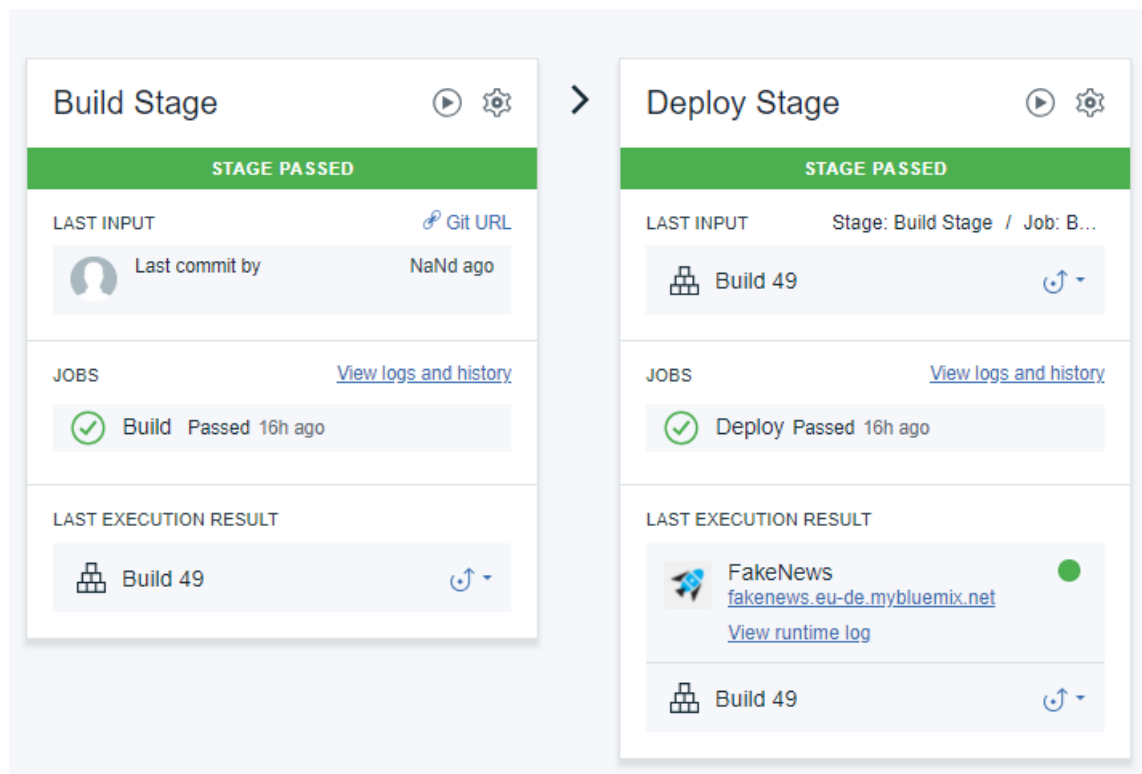 Build Stage
STAGE PASSED
LAST INPUT Git URL
Last commit by NaNd ago
JOBS View logs and history
Build Passed 16h ago
LAST EXECUTION RESULT
Build 49
Deploy Stage
STAGE PASSED
LAST INPUT Stage: Build Stage / Job: B...
Build 49
JOBS View logs and history
Deploy Passed 16h ago
LAST EXECUTION RESULT
FakeNews
fakenews.eu-de.mybluemix.net
View runtime log
Build 49